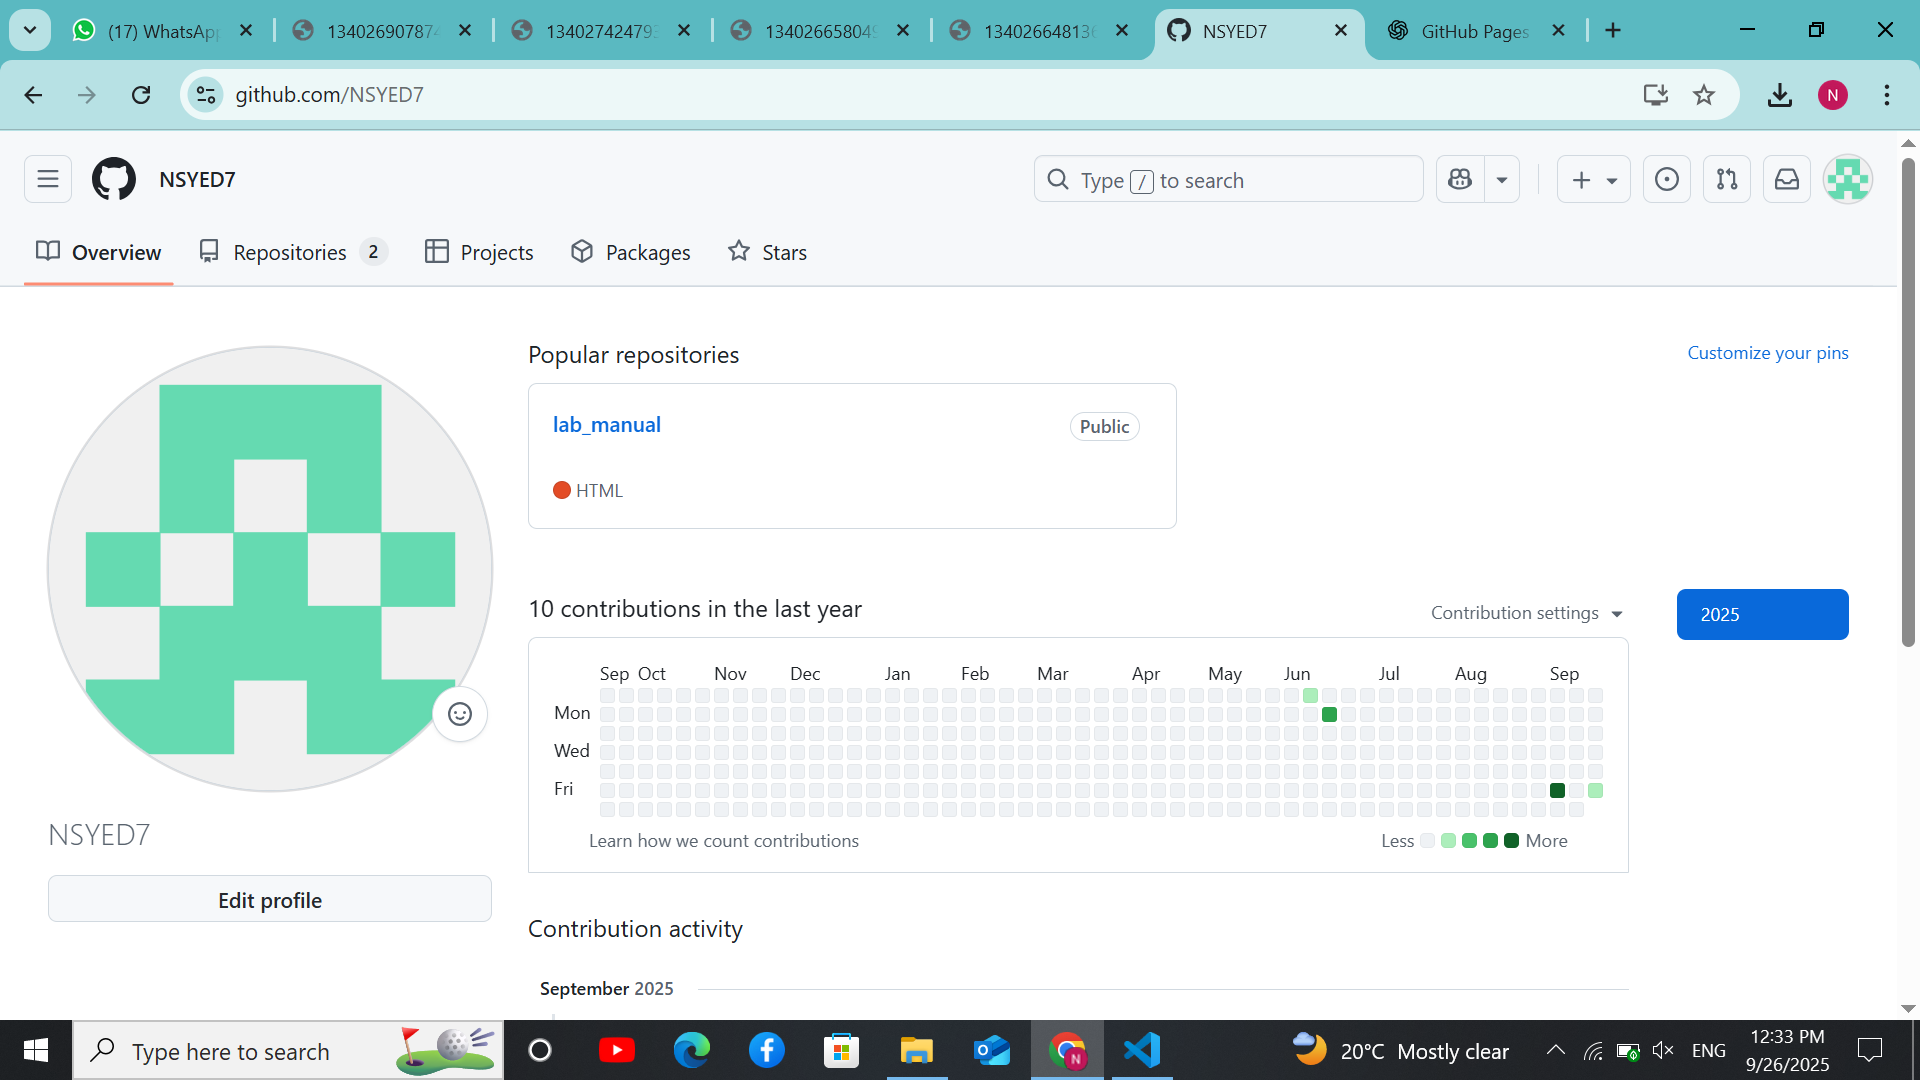 (17) WhatsApp
13402690787
1340274247
13402665804
13402664813
NSYED7
GitHub Pages
github.com/NSYED7
N
NSYED7
Type / to search
Overview
Repositories 2
Projects
Packages
Stars
Popular repositories
Customize your pins
lab_manual
Public
HTML
10 contributions in the last year
Contribution settings
2025
Sep Oct Nov Dec Jan Feb Mar Apr May Jun Jul Aug Sep
Mon
Wed
Fri
Learn how we count contributions
Less More
NSYED7
Edit profile
Contribution activity
September 2025
Type here to search
N
20°C Mostly clear
ENG
12:33 PM
9/26/2025